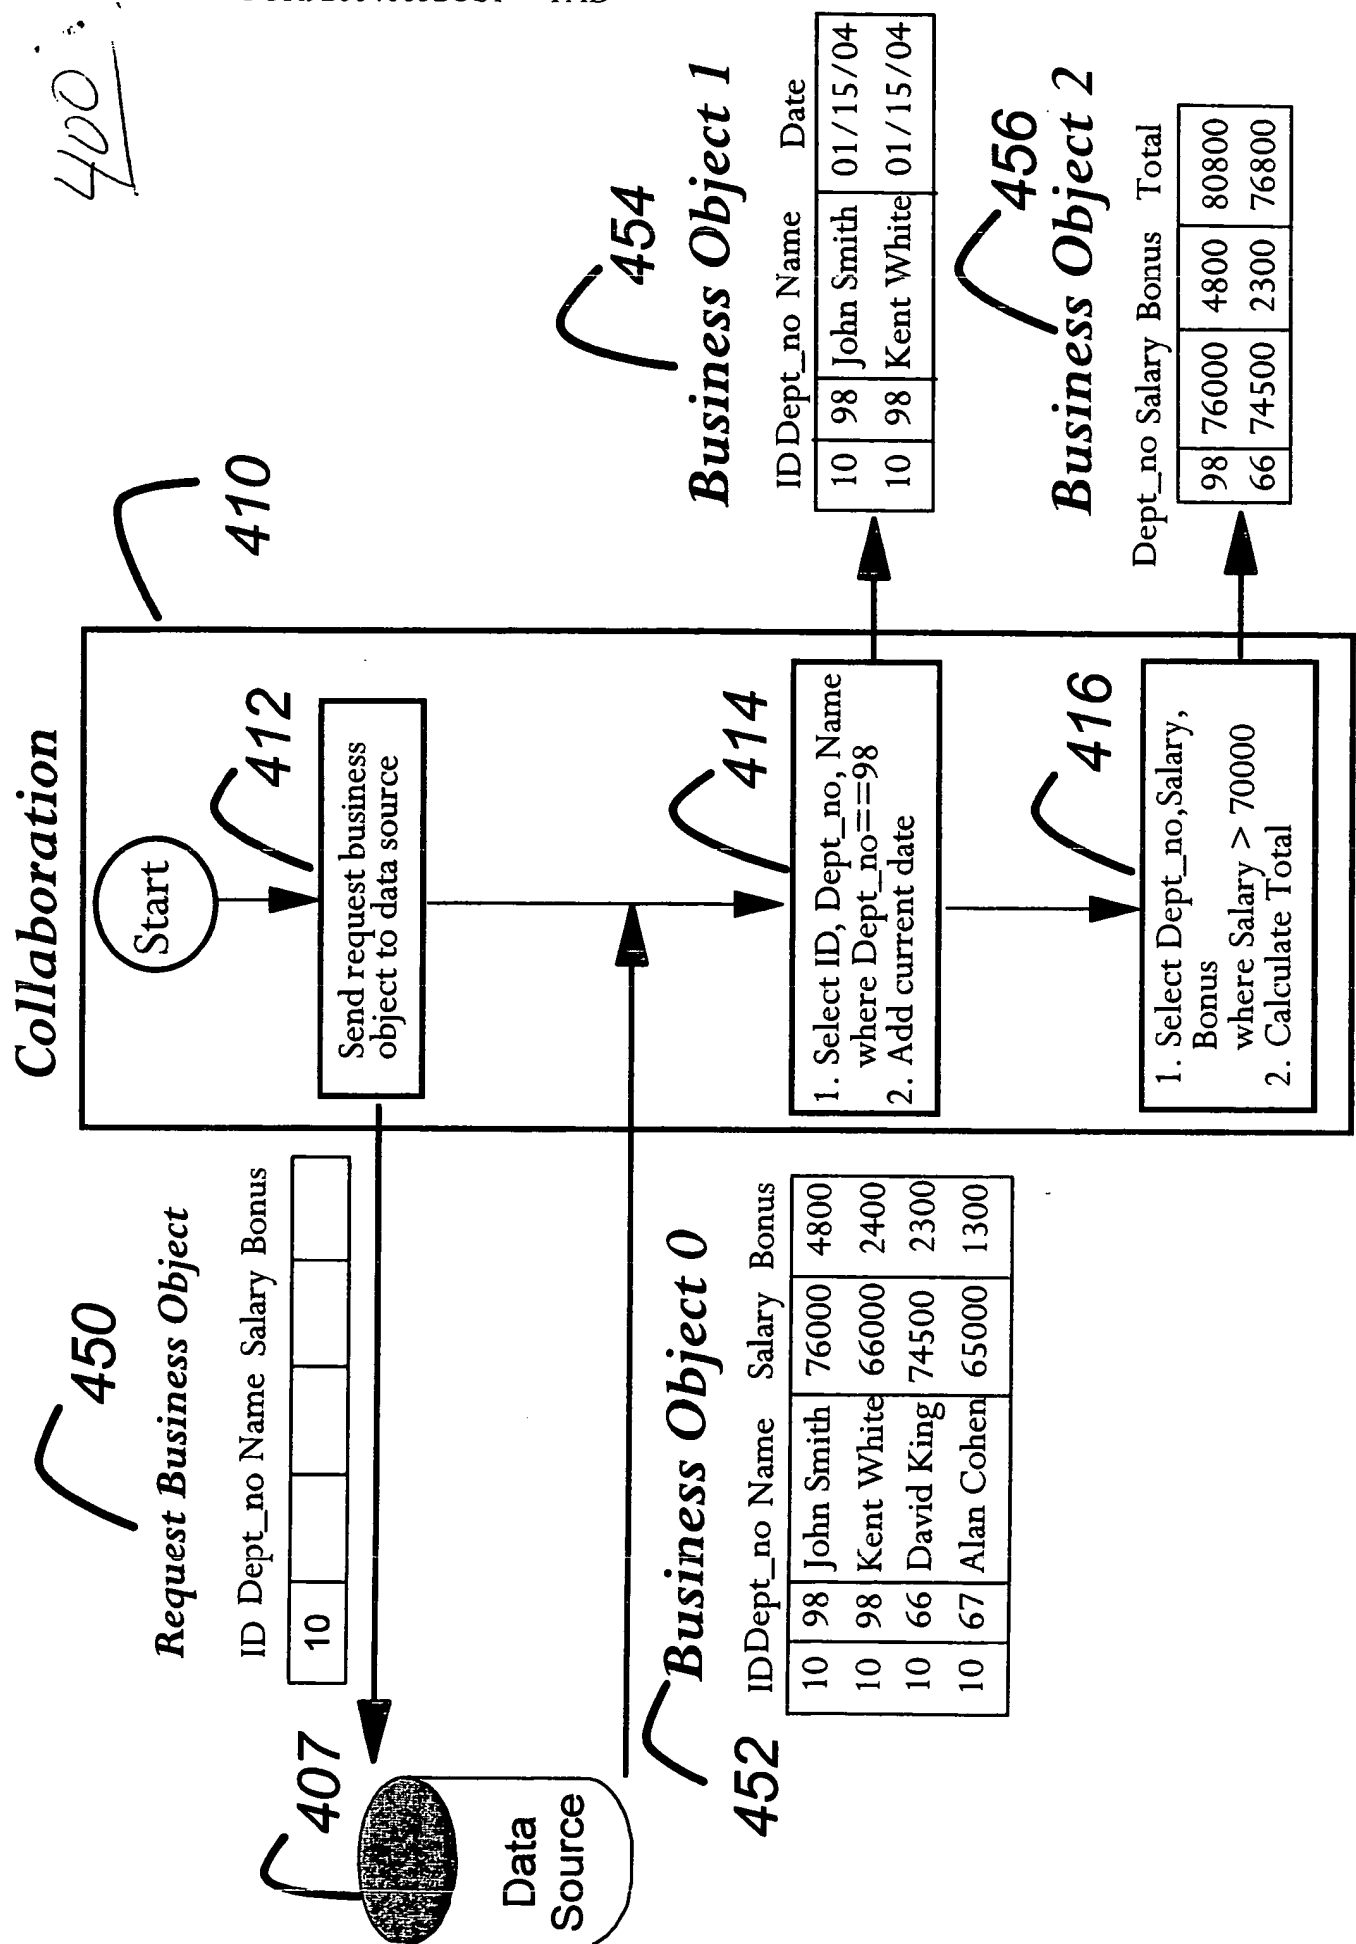 400
Collaboration
410
Start
412
Send request business
object to data source
414
1. Select ID, Dept_no, Name
where Dept_no==98
2. Add current date
416
1. Select Dept_no,Salary,
Bonus
where Salary > 70000
2. Calculate Total
450
Request Business Object
ID Dept_no Name Salary Bonus
10
407
Data
Source
452
Business Object 0
ID Dept_no Name Salary Bonus
10 98 John Smith 76000 4800
10 98 Kent White 66000 2400
10 66 David King 74500 2300
10 67 Alan Cohen 65000 1300
454
Business Object 1
ID Dept_no Name Date
10 98 John Smith 01/15/04
10 98 Kent White 01/15/04
456
Business Object 2
Dept_no Salary Bonus Total
98 76000 4800 80800
66 74500 2300 76800